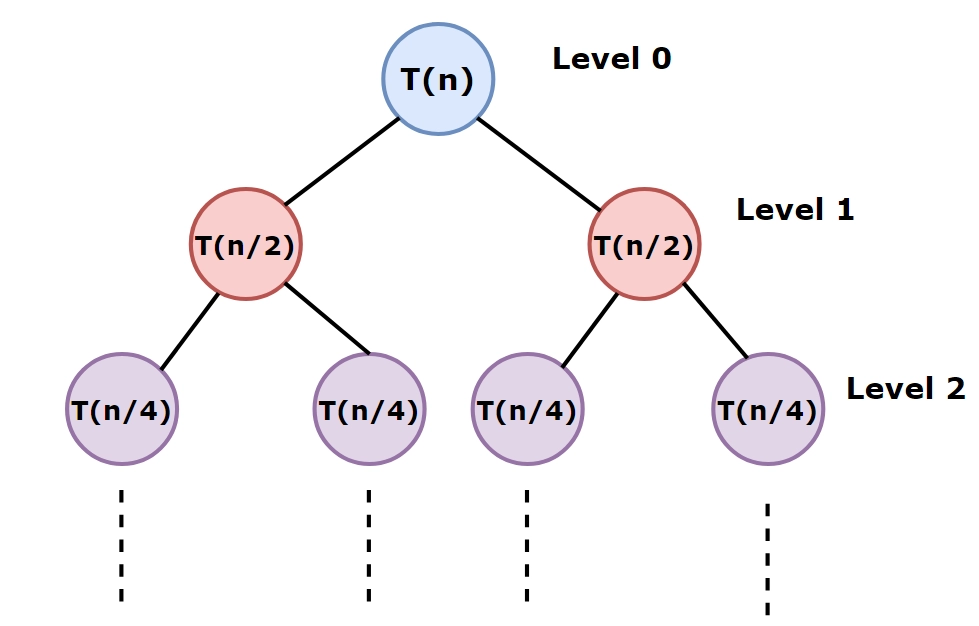 T(n)
Level 0
T(n/2)
T(n/2)
Level 1
T(n/4)
T(n/4)
T(n/4)
T(n/4)
Level 2